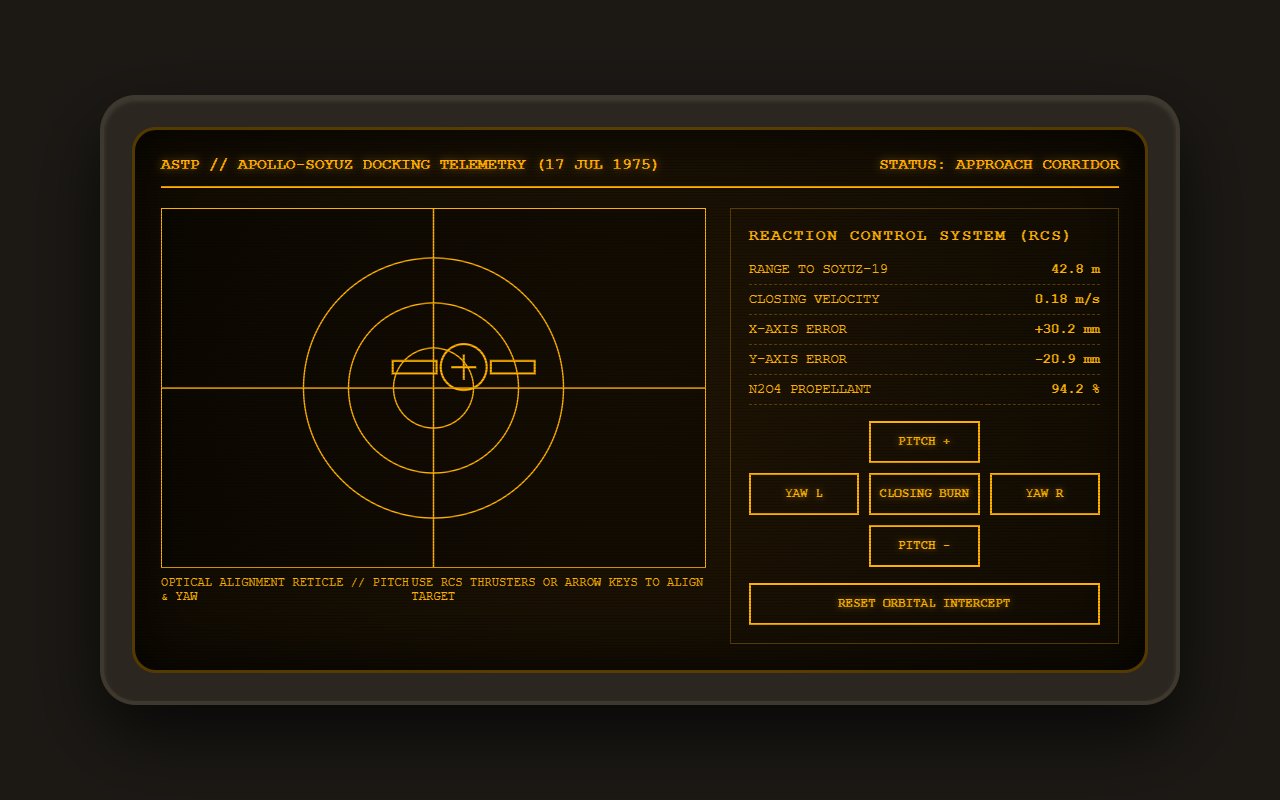 ASTP // APOLLO-SOYUZ DOCKING TELEMETRY (17 JUL 1975)
STATUS: APPROACH CORRIDOR
REACTION CONTROL SYSTEM (RCS)
RANGE TO SOYUZ-19 42.8 m
CLOSING VELOCITY 0.18 m/s
X-AXIS ERROR +30.2 mm
Y-AXIS ERROR -20.9 mm
N2O4 PROPELLANT 94.2 %
PITCH +
YAW L
CLOSING BURN
YAW R
PITCH -
RESET ORBITAL INTERCEPT
OPTICAL ALIGNMENT RETICLE // PITCH
& YAW
USE RCS THRUSTERS OR ARROW KEYS TO ALIGN
TARGET